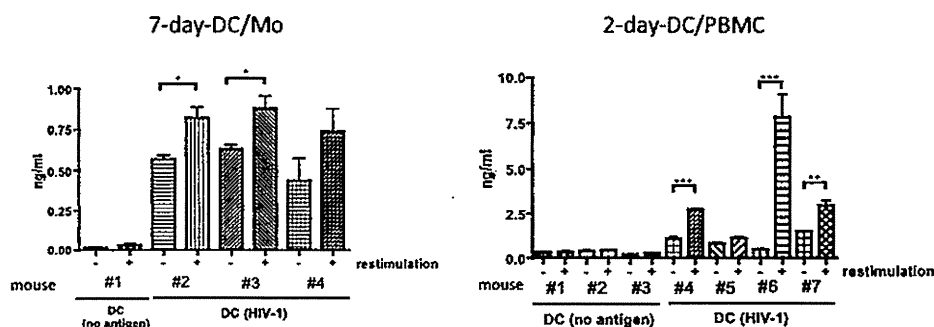 7-day-DC/Mo
*
*
1.00
0.75
0.50
0.25
0.00
ng/ml
- + - + - + - + restimulation
mouse #1 #2 #3 #4
DC (no antigen)
DC (HIV-1)
2-day-DC/PBMC
***
***
**
10.0
7.5
5.0
2.5
0.0
ng/ml
- + - + - + - + - + - + - + restimulation
mouse #1 #2 #3 #4 #5 #6 #7
DC (no antigen) DC (HIV-1)